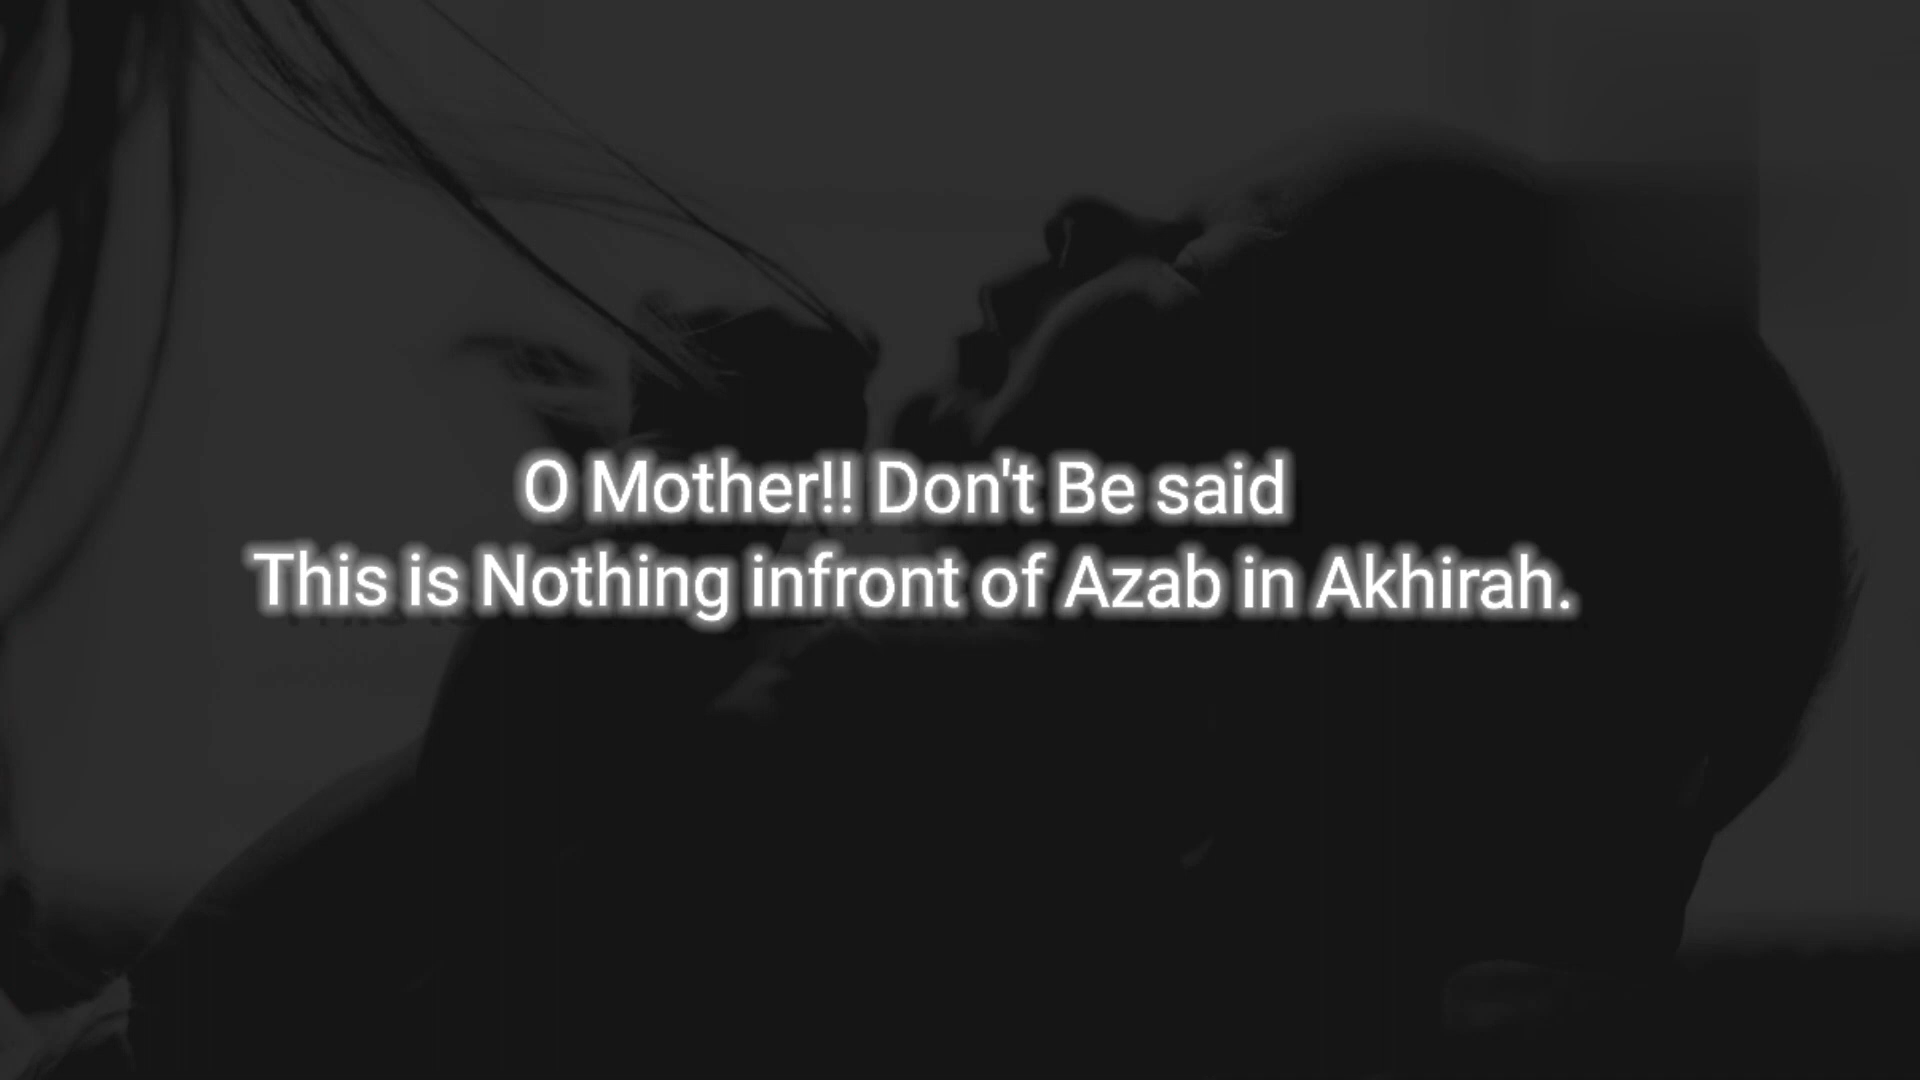 O Mother!! Don't Be said
This is Nothing infront of Azab in Akhirah.